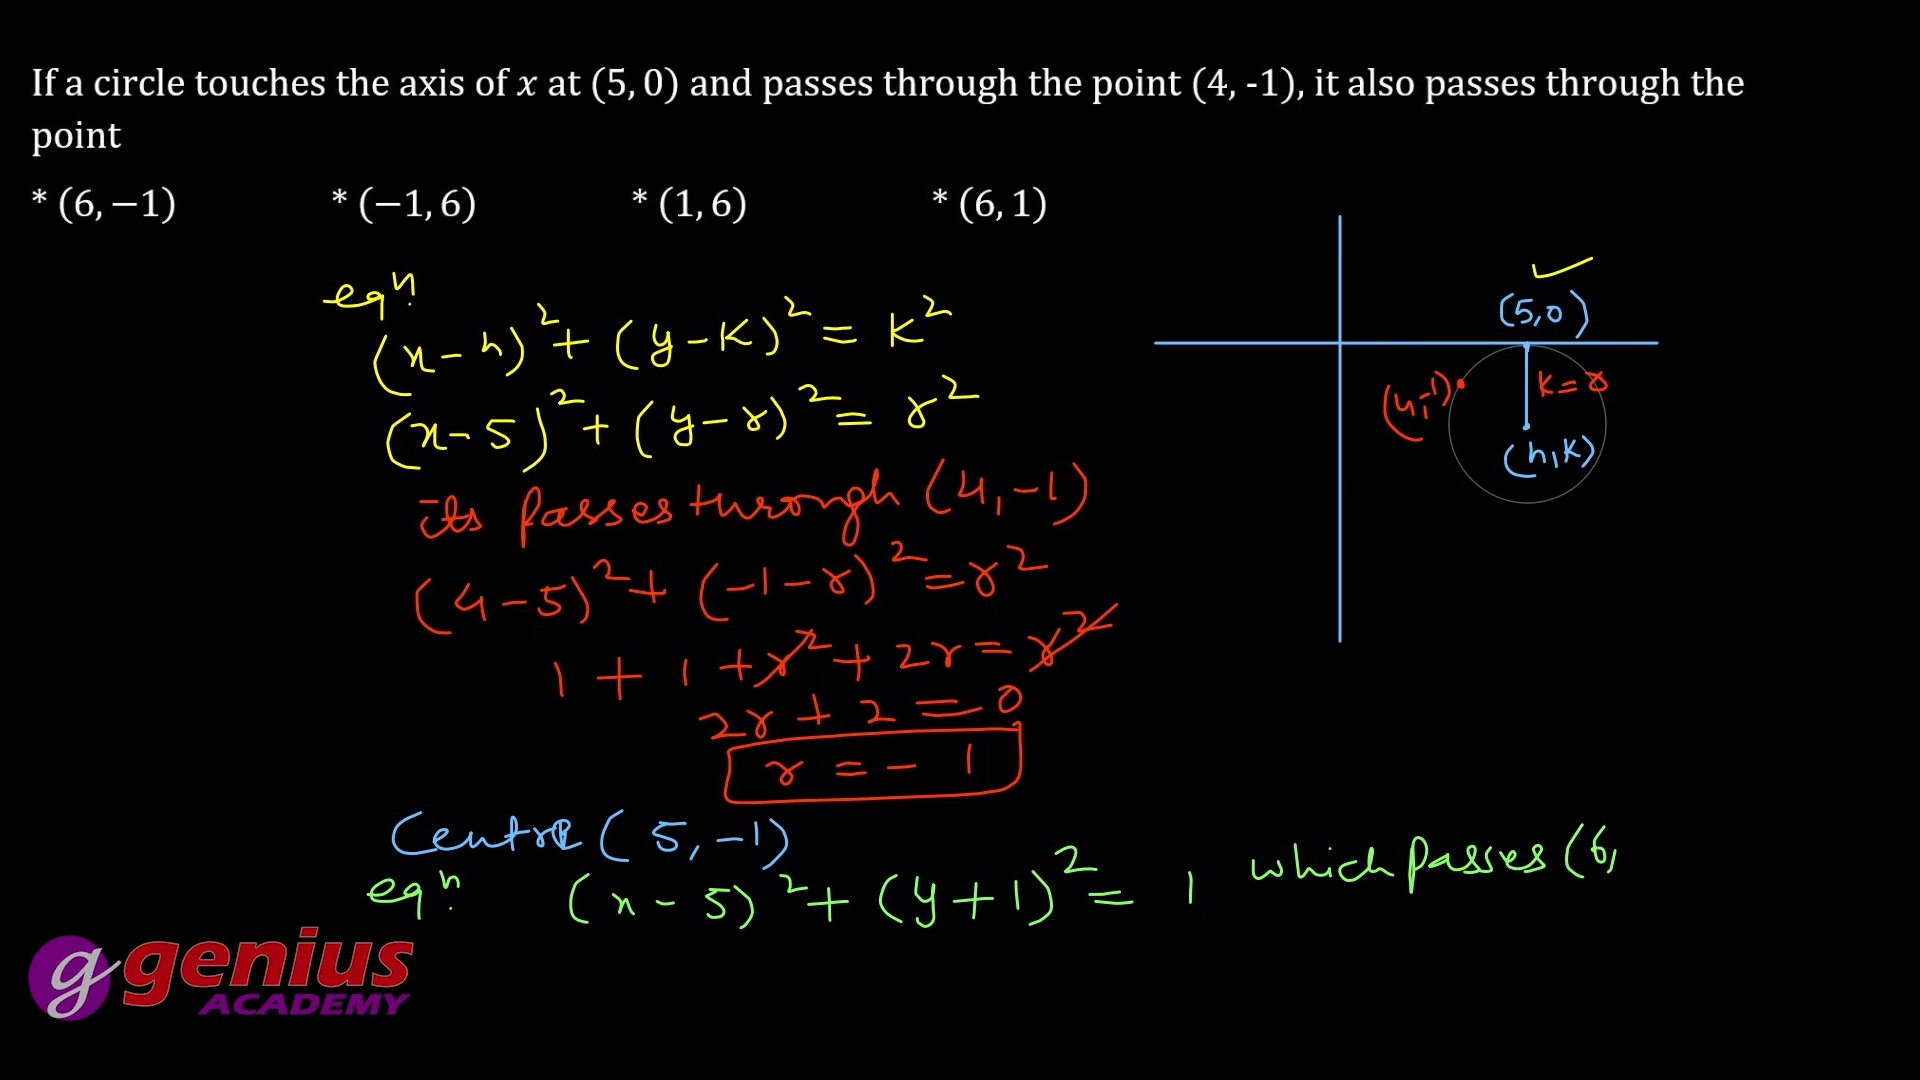 If a circle touches the axis of x at (5, 0) and passes through the point (4, -1), it also passes through the
point
* (6, −1) * (−1, 6) * (1, 6) * (6, 1)
eqⁿ.
(x - h)² + (y - K)² = K²
(x - 5)² + (y - r)² = r²
its passes through (4, -1)
(4 - 5)² + (-1 - r)² = r²
1 + 1 + r² + 2r = r²
2r + 2 = 0
r = - 1
Centre (5, -1)
eqⁿ. (x - 5)² + (y + 1)² = 1 which passes (6,
(5,0)
(4,-1)
K = r
(h,K)
g genius
ACADEMY